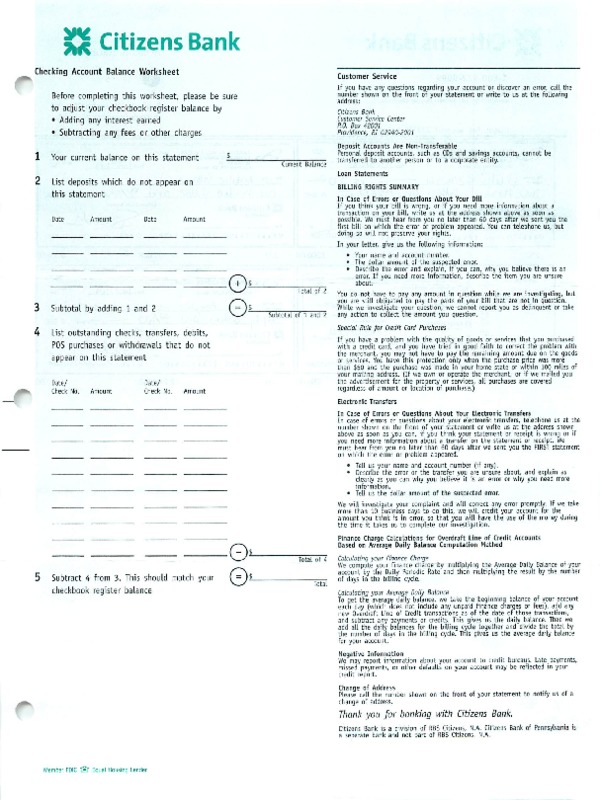 Citizens Bank
Checking Account Balance Worksheet
Before completing this worksheet, please be sure
to adjust your checkbook register balance by
• Adding any interest earned
• Subtracting any fees or other charges
1 Your current balance on this statement $
Current Balance
2 List deposits which do not appear on
this statement
Date Amount Date Amount
+ $
Total of 2
3 Subtotal by adding 1 and 2 = $
Subtotal of 1 and 2
4 List outstanding checks, transfers, debits,
POS purchases or withdrawals that do not
appear on this statement
Date/ Date/
Check No. Amount Check No. Amount
− $
Total of 4
5 Subtract 4 from 3. This should match your = $
Total
checkbook register balance
Member FDIC Equal Housing Lender
Customer Service
If you have any questions regarding your account or discover an error, call the
number shown on the front of your statement or write to us at the following
address:
Citizens Bank
Customer Service Center
P.O. Box 42001
Providence, RI 02940-2001
Deposit Accounts Are Non-Transferable
Personal deposit accounts, such as CDs and savings accounts, cannot be
transferred to another person or to a corporate entity.
Loan Statements
BILLING RIGHTS SUMMARY
In Case of Errors or Questions About Your Bill
If you think your bill is wrong, or if you need more information about a
transaction on your bill, write us at the address shown above as soon as
possible. We must hear from you no later than 60 days after we sent you the
first bill on which the error or problem appeared. You can telephone us, but
doing so will not preserve your rights.
In your letter, give us the following information:
• Your name and account number.
• The dollar amount of the suspected error.
• Describe the error and explain, if you can, why you believe there is an
error. If you need more information, describe the item you are unsure
about.
You do not have to pay any amount in question while we are investigating, but
you are still obligated to pay the parts of your bill that are not in question.
While we investigate your question, we cannot report you as delinquent or take
any action to collect the amount you question.
Special Rule for Credit Card Purchases
If you have a problem with the quality of goods or services that you purchased
with a credit card, and you have tried in good faith to correct the problem with
the merchant, you may not have to pay the remaining amount due on the goods
or services. You have this protection only when the purchase price was more
than $50 and the purchase was made in your home state or within 100 miles of
your mailing address. (If we own or operate the merchant, or if we mailed you
the advertisement for the property or services, all purchases are covered
regardless of amount or location of purchase.)
Electronic Transfers
In Case of Errors or Questions About Your Electronic Transfers
In case of errors or questions about your electronic transfers, telephone us at the
number shown on the front of your statement or write us at the address shown
above as soon as you can, if you think your statement or receipt is wrong or if
you need more information about a transfer on the statement or receipt. We
must hear from you no later than 60 days after we sent you the FIRST statement
on which the error or problem appeared.
• Tell us your name and account number (if any).
• Describe the error or the transfer you are unsure about, and explain as
clearly as you can why you believe it is an error or why you need more
information.
• Tell us the dollar amount of the suspected error.
We will investigate your complaint and will correct any error promptly. If we take
more than 10 business days to do this, we will credit your account for the
amount you think is in error, so that you will have the use of the money during
the time it takes us to complete our investigation.
Finance Charge Calculations for Overdraft Line of Credit Accounts
Based on Average Daily Balance Computation Method
Calculating your Finance Charge
We compute your finance charge by multiplying the Average Daily Balance of your
account by the Daily Periodic Rate and then multiplying the result by the number
of days in the billing cycle.
Calculating your Average Daily Balance
To get the average daily balance, we take the beginning balance of your account
each day (which does not include any unpaid finance charges or fees), add any
new Overdraft Line of Credit transactions as of the date of those transactions,
and subtract any payments or credits. This gives us the daily balance. Then we
add all the daily balances for the billing cycle together and divide the total by
the number of days in the billing cycle. This gives us the average daily balance
for your account.
Negative Information
We may report information about your account to credit bureaus. Late payments,
missed payments, or other defaults on your account may be reflected in your
credit report.
Change of Address
Please call the number shown on the front of your statement to notify us of a
change of address.
Thank you for banking with Citizens Bank.
Citizens Bank is a division of RBS Citizens, N.A. Citizens Bank of Pennsylvania is
a separate bank and not part of RBS Citizens, N.A.